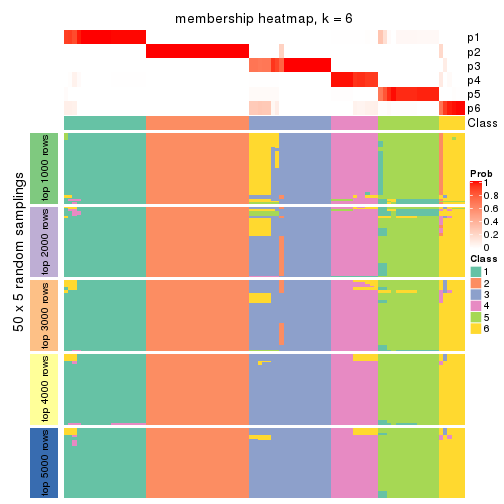 membership heatmap, k = 6
p1
p2
p3
p4
p5
p6
Class
50 x 5 random samplings
top 1000 rows
top 2000 rows
top 3000 rows
top 4000 rows
top 5000 rows
Prob
1
0.8
0.6
0.4
0.2
0
Class
1
2
3
4
5
6